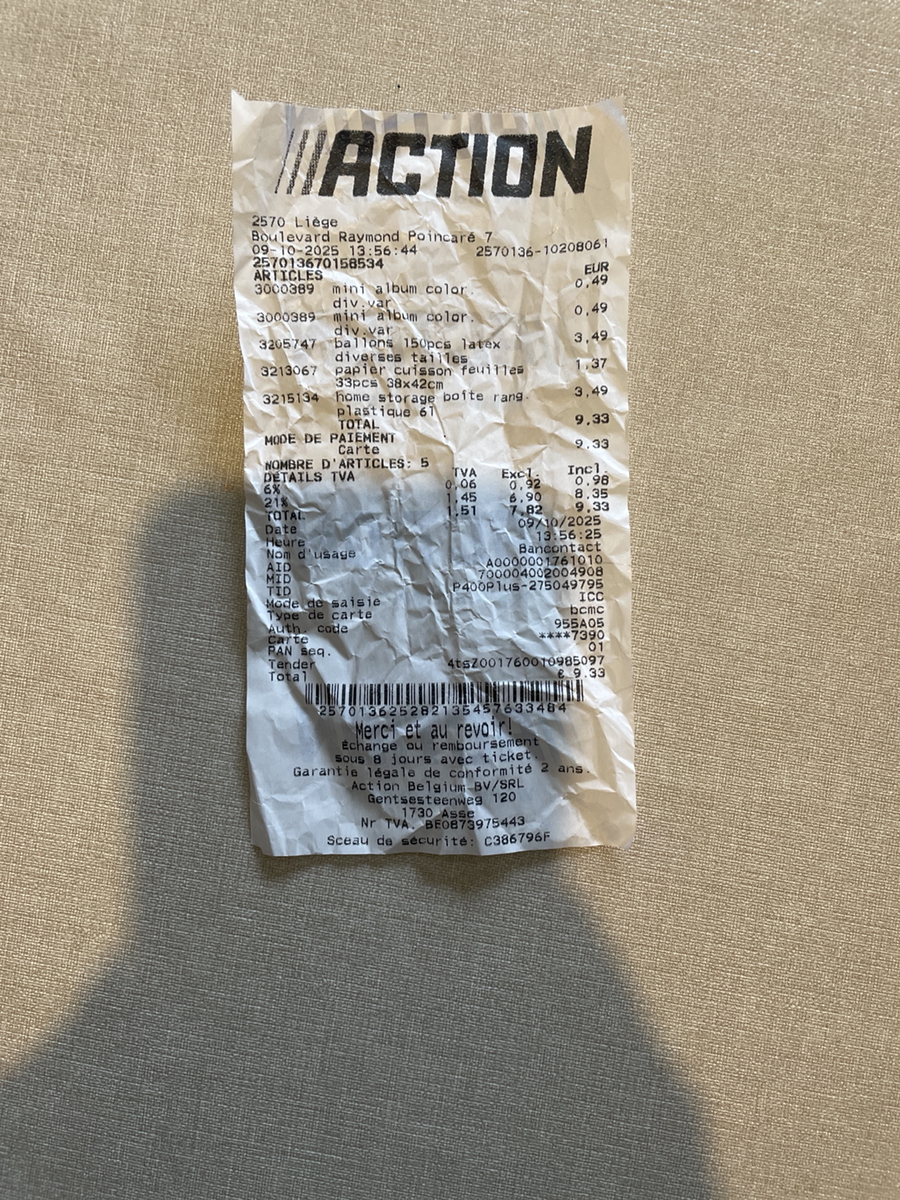 ACTION
2570 Liège
Boulevard Raymond Poincaré 7
09-10-2025 13:56:44 2570136-10208061
257013670158534
ARTICLES EUR
3000389 mini album color. 0,49
div.var
3000389 mini album color. 0,49
div.var
3205747 ballons 150pcs latex 3,49
diverses tailles
3213067 papier cuisson feuilles 1,37
33pcs 38x42cm
3215134 home storage boîte rang. 3,49
plastique 6l
TOTAL 9,33
MODE DE PAIEMENT
Carte 9,33
NOMBRE D'ARTICLES: 5
DÉTAILS TVA TVA Excl. Incl.
6% 0,06 0,92 0,98
21% 1,45 6,90 8,35
TOTAL 1,51 7,82 9,33
Date 09/10/2025
Heure 13:56:25
Nom d'usage Bancontact
AID A0000001761010
MID 700004002004908
TID P400Plus-275049795
Mode de saisie ICC
Type de carte bcmc
Auth. code 955A05
Carte ****7390
PAN seq. 01
Tender 4tsZ001760010985097
Total € 9.33
2570136252821354576334​84
Merci et au revoir!
Échange ou remboursement
sous 8 jours avec ticket.
Garantie légale de conformité 2 ans.
Action Belgium BV/SRL
Gentsesteenweg 120
1730 Asse
Nr TVA. BE0873975443
Sceau de sécurité: C386796F